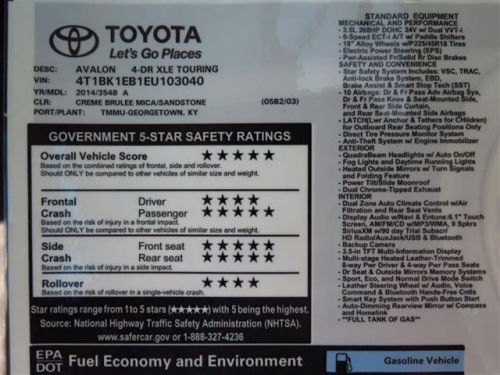 TOYOTA
Let's Go Places
DESC: AVALON 4-DR XLE TOURING
VIN: 4T1BK1EB1EU103040
YR/MDL: 2014/3548 A
CLR: CREME BRULEE MICA/SANDSTONE (05B2/03)
PORT/PLANT: TMMU-GEORGETOWN, KY
GOVERNMENT 5-STAR SAFETY RATINGS
Overall Vehicle Score ★★★★★
Based on the combined ratings of frontal, side and rollover.
Should ONLY be compared to other vehicles of similar size and weight.
Frontal Driver ★★★★
Crash Passenger ★★★★★
Based on the risk of injury in a frontal impact.
Should ONLY be compared to other vehicles of similar size and weight.
Side Front seat ★★★★★
Crash Rear seat ★★★★★
Based on the risk of injury in a side impact.
Rollover ★★★★
Based on the risk of rollover in a single-vehicle crash.
Star ratings range from 1 to 5 stars (★★★★★) with 5 being the highest.
Source: National Highway Traffic Safety Administration (NHTSA).
www.safercar.gov or 1-888-327-4236
EPA
DOT Fuel Economy and Environment
Gasoline Vehicle
STANDARD EQUIPMENT
MECHANICAL AND PERFORMANCE
- 3.5L 268HP DOHC 24V w/ Dual VVT-i
- 6-Speed ECT-i A/T w/ Paddle Shifters
- 18" Alloy Wheels w/P225/45R18 Tires
- Electric Power Steering
- Pwr-Assisted Fr/Solid Rr Disc Brakes
SAFETY AND CONVENIENCE
- Star Safety System Includes: VSC, TRAC,
Anti-Lock Brake System, EBD,
Brake Assist & Smart Stop Tech (SST)
- 10 Airbags: Dr & Fr Pass Adv Airbag Sys,
Dr & Fr Pass Knee & Seat-Mounted Side,
Front & Rear Side Curtain,
and Rear Seat-Mounted Side Airbags
- LATCH(Lwr Anchor & Tethers for CHildren)
for Outboard Rear Seating Positions Only
- Direct Tire Pressure Monitor System
- Anti-Theft System w/ Engine Immobilizer
EXTERIOR
- QuadraBeam Headlights w/ Auto On/Off
- Fog Lights and Daytime Running Lights
- Heated Outside Mirrors w/ Turn Signals
and Folding Feature
- Power Tilt/Slide Moonroof
- Dual Chrome-Tipped Exhaust
INTERIOR
- Dual Zone Auto Climate Control w/Air
Filtration and Rear Seat Vents
- Display Audio w/Navi & Entune:6.1" Touch
Screen, AM/FM/CD w/MP3/WMA, 9 Spkrs
SiriusXM w/90 day Trial Subscr/
HD Radio/AuxJack/USB & Bluetooth
- Backup Camera
- 3.5-in TFT Multi-Information Display
- Multi-stage Heated Leather-Trimmed
8-way Pwr Driver & 4-way Pwr Pass Seats
- Dr Seat & Outside Mirrors Memory Systems
- Sport, Eco, and Normal Drive Mode Switch
- Leather Steering Wheel w/ Audio, Voice
Command & Bluetooth Hands-Free Cntls
- Smart Key System with Push Button Start
- Auto-Dimming Rearview Mirror w/ Compass
and Homelink
- **FULL TANK OF GAS**